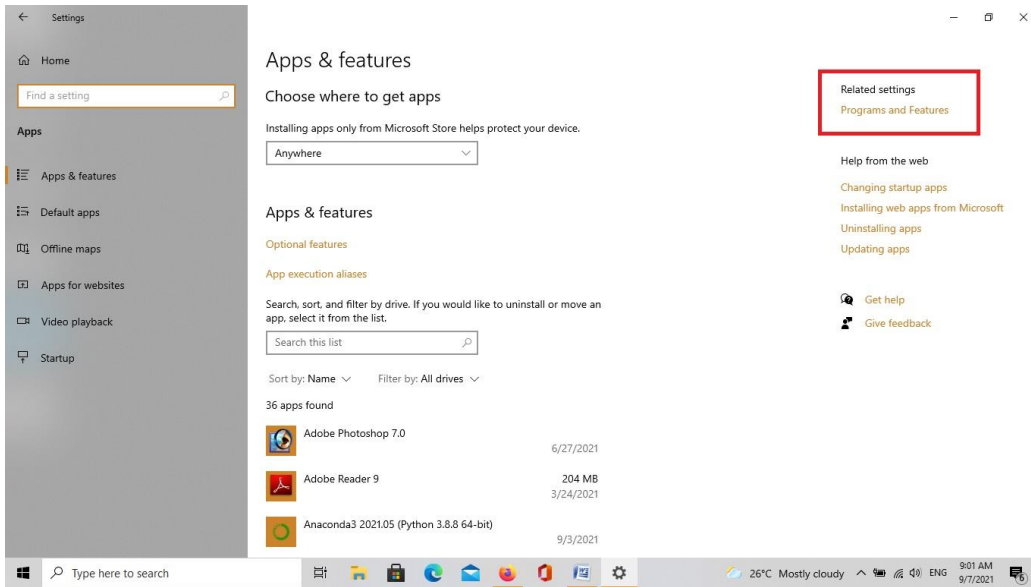 Settings
Home
Find a setting
Apps
Apps & features
Default apps
Offline maps
Apps for websites
Video playback
Startup
Apps & features
Choose where to get apps
Installing apps only from Microsoft Store helps protect your device.
Anywhere
Apps & features
Optional features
App execution aliases
Search, sort, and filter by drive. If you would like to uninstall or move an
app, select it from the list.
Search this list
Sort by: Name Filter by: All drives
36 apps found
Adobe Photoshop 7.0
6/27/2021
Adobe Reader 9 204 MB
3/24/2021
Anaconda3 2021.05 (Python 3.8.8 64-bit)
9/3/2021
Related settings
Programs and Features
Help from the web
Changing startup apps
Installing web apps from Microsoft
Uninstalling apps
Updating apps
Get help
Give feedback
Type here to search
26°C Mostly cloudy ENG
9:01 AM
9/7/2021